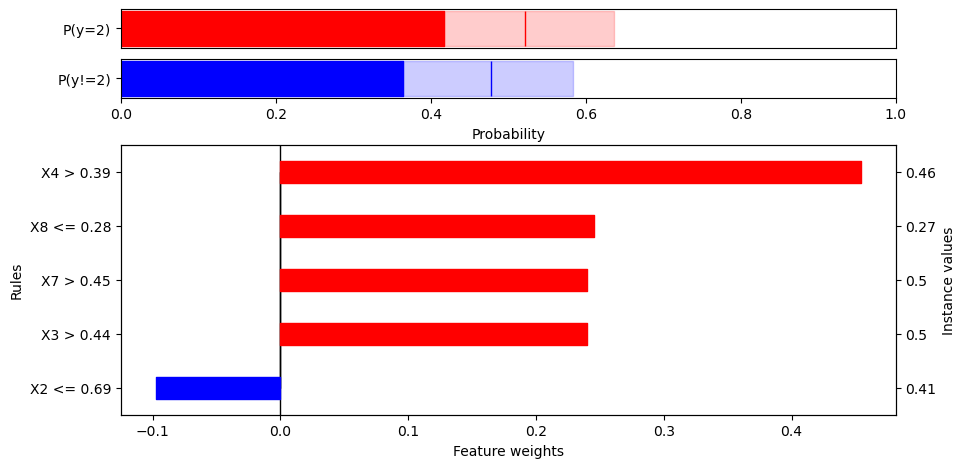 P(y=2)
P(y!=2)
0.0 0.2 0.4 0.6 0.8 1.0
Probability
X4 > 0.39 0.46
X8 <= 0.28 0.27
X7 > 0.45 0.5
X3 > 0.44 0.5
X2 <= 0.69 0.41
Rules
Instance values
−0.1 0.0 0.1 0.2 0.3 0.4
Feature weights